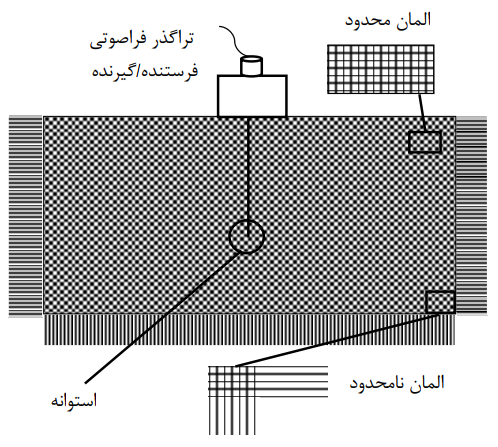 المان محدود
تراگذر فراصوتی
فرستنده/گیرنده
المان نامحدود
استوانه